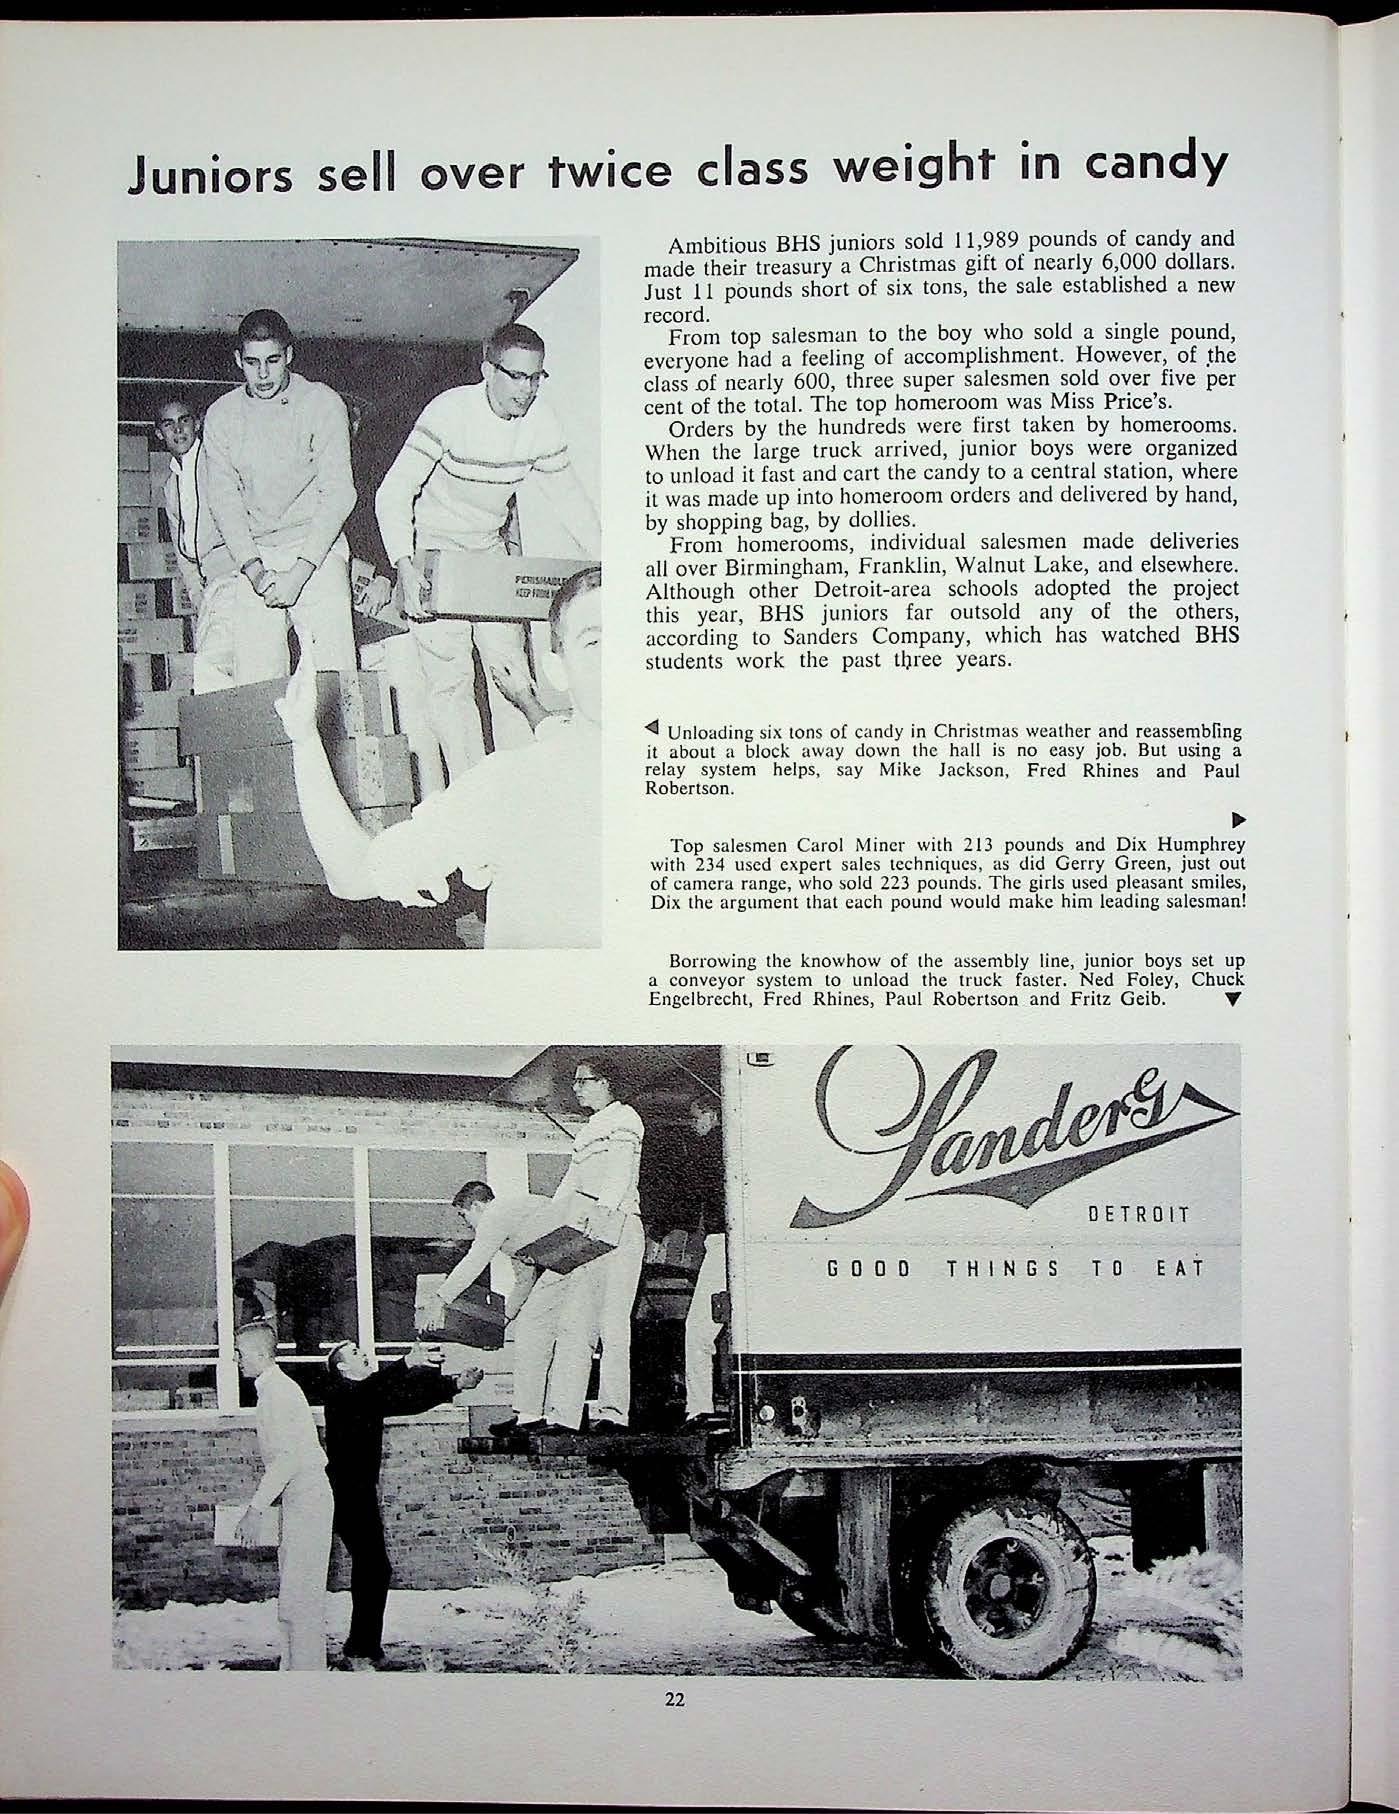 Juniors sell over twice class weight in candy
Ambitious BHS juniors sold 11,989 pounds of candy and
made their treasury a Christmas gift of nearly 6,000 dollars.
Just 11 pounds short of six tons, the sale established a new
record.
From top salesman to the boy who sold a single pound,
everyone had a feeling of accomplishment. However, of the
class of nearly 600, three super salesmen sold over five per
cent of the total. The top homeroom was Miss Price's.
Orders by the hundreds were first taken by homerooms.
When the large truck arrived, junior boys were organized
to unload it fast and cart the candy to a central station, where
it was made up into homeroom orders and delivered by hand,
by shopping bag, by dollies.
From homerooms, individual salesmen made deliveries
all over Birmingham, Franklin, Walnut Lake, and elsewhere.
Although other Detroit-area schools adopted the project
this year, BHS juniors far outsold any of the others,
according to Sanders Company, which has watched BHS
students work the past three years.
PERISHABLE
KEEP FROM
◀ Unloading six tons of candy in Christmas weather and reassembling
it about a block away down the hall is no easy job. But using a
relay system helps, say Mike Jackson, Fred Rhines and Paul
Robertson.
▶
Top salesmen Carol Miner with 213 pounds and Dix Humphrey
with 234 used expert sales techniques, as did Gerry Green, just out
of camera range, who sold 223 pounds. The girls used pleasant smiles,
Dix the argument that each pound would make him leading salesman!
Borrowing the knowhow of the assembly line, junior boys set up
a conveyor system to unload the truck faster. Ned Foley, Chuck
Engelbrecht, Fred Rhines, Paul Robertson and Fritz Geib. ▼
Sanders
DETROIT
GOOD THINGS TO EAT
22